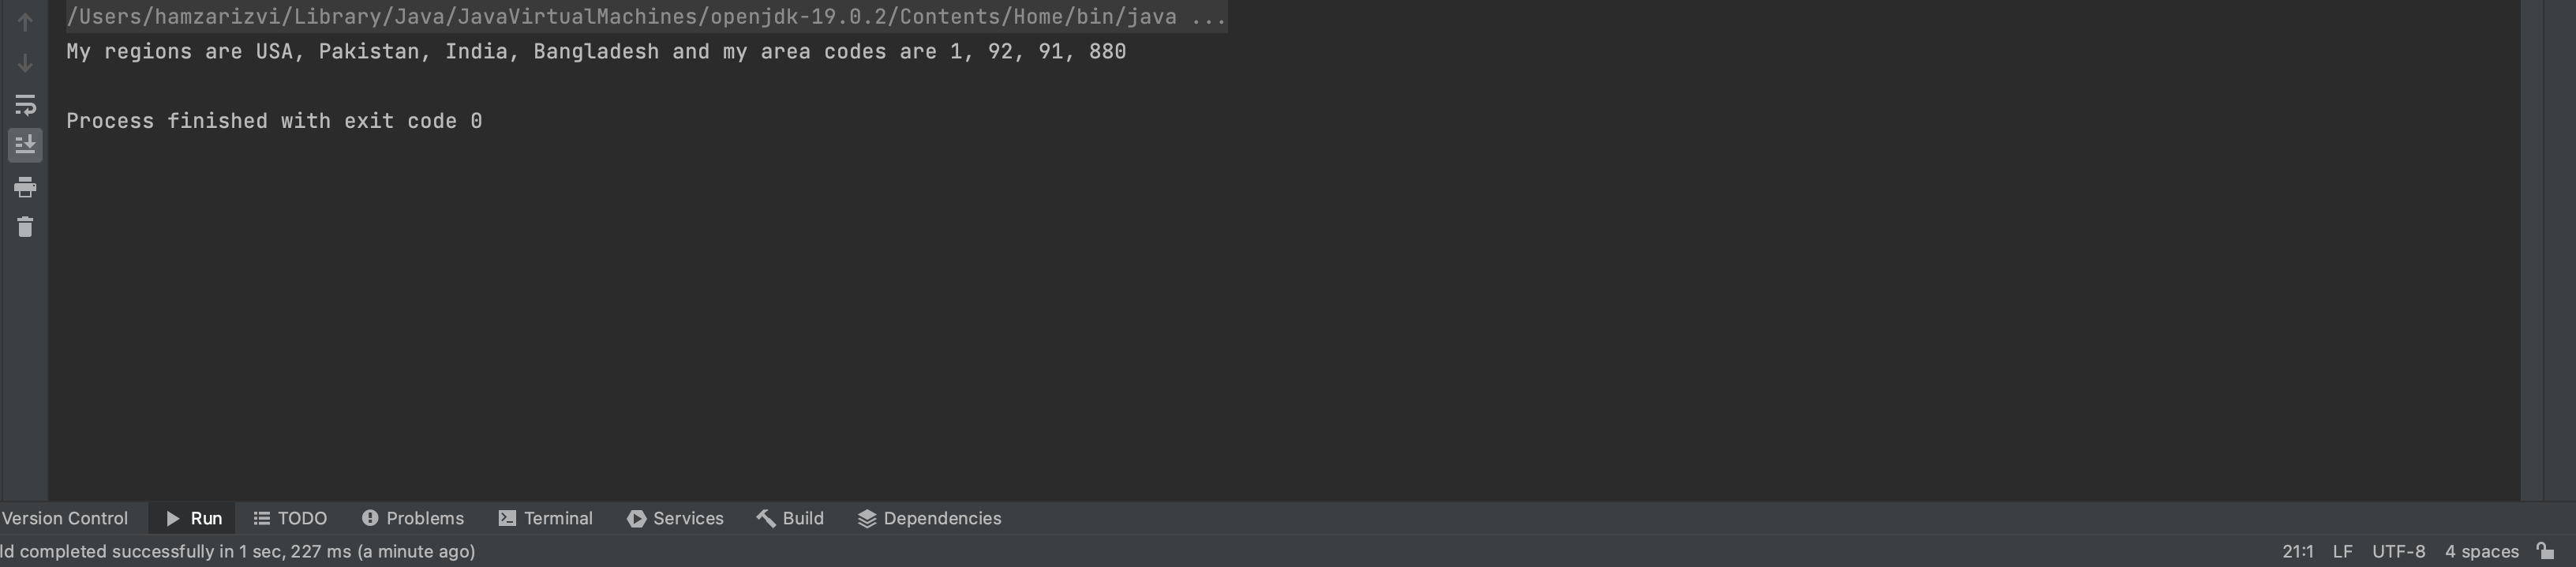 /Users/hamzarizvi/Library/Java/JavaVirtualMachines/openjdk-19.0.2/Contents/Home/bin/java ...
My regions are USA, Pakistan, India, Bangladesh and my area codes are 1, 92, 91, 880
Process finished with exit code 0
Version Control Run TODO Problems Terminal Services Build Dependencies
ld completed successfully in 1 sec, 227 ms (a minute ago) 21:1 LF UTF-8 4 spaces